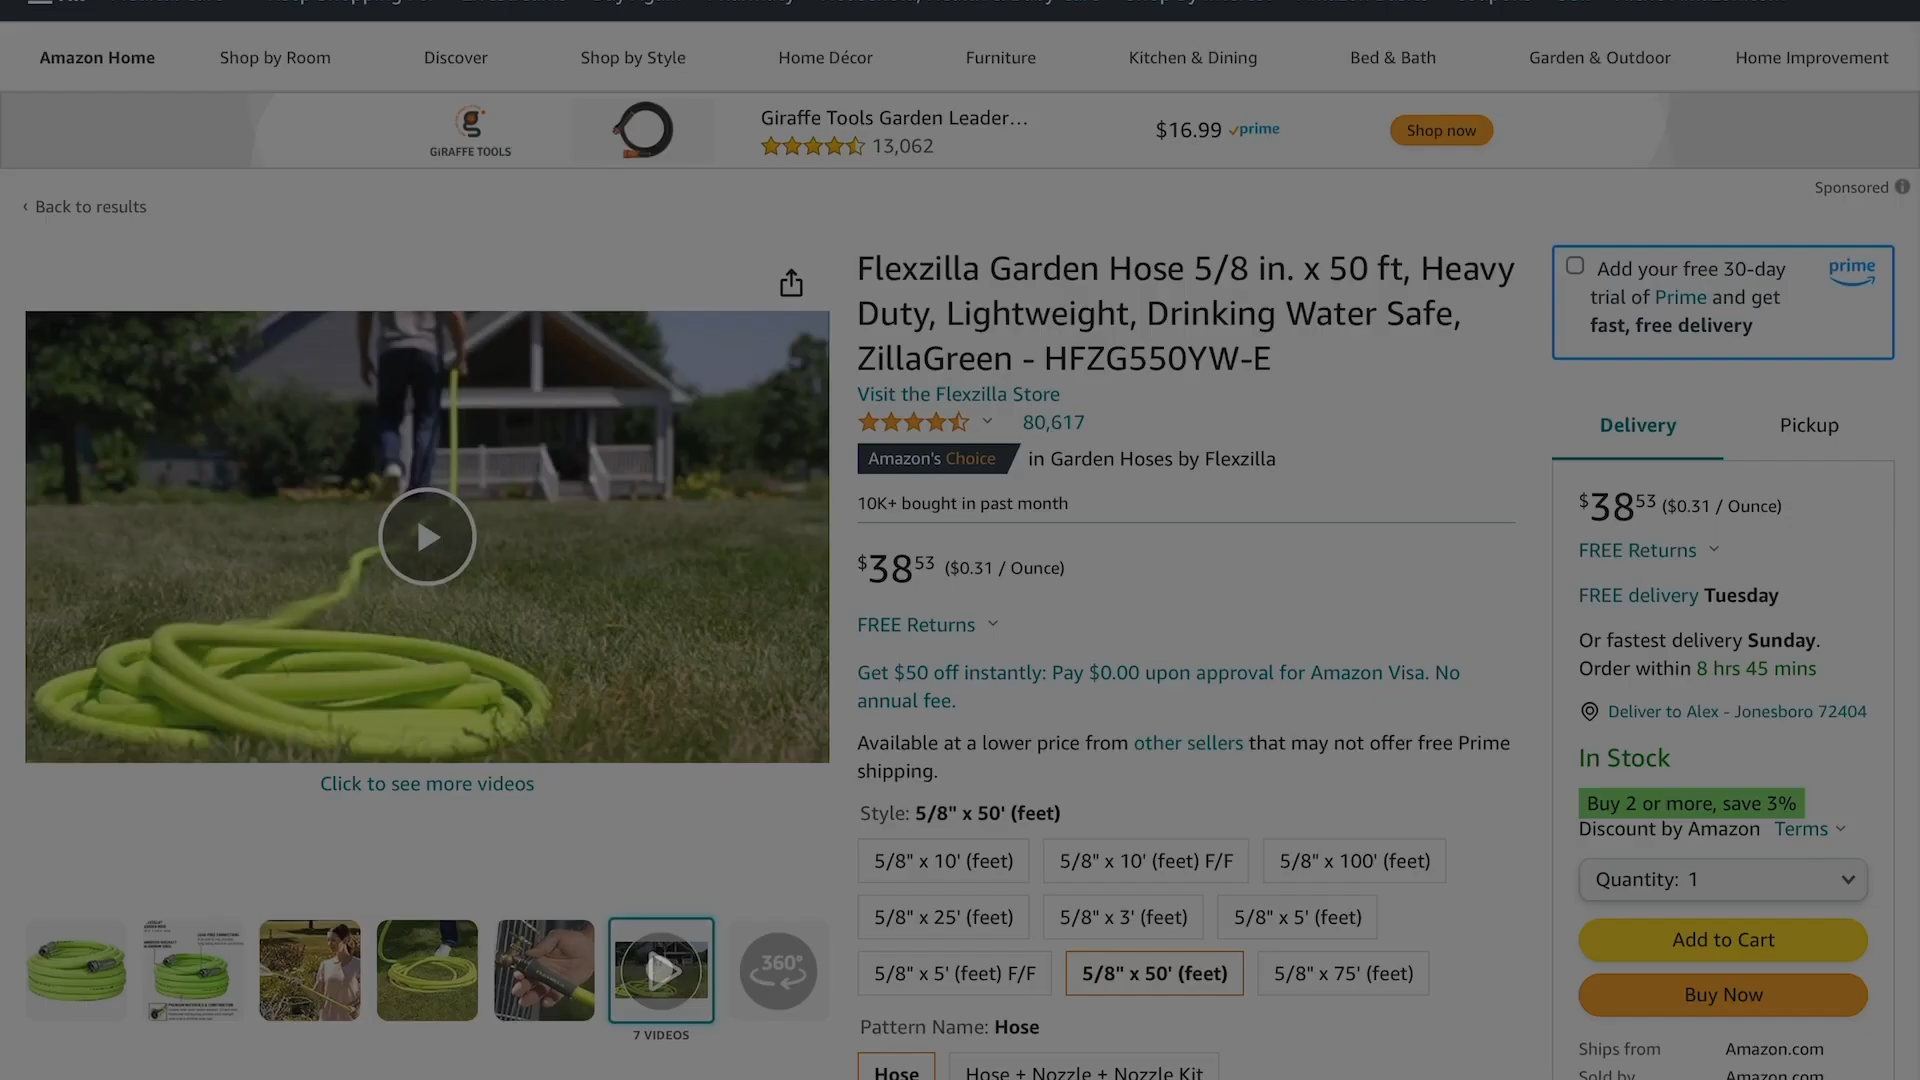 Amazon Home
Shop by Room
Discover
Shop by Style
Home Décor
Furniture
Kitchen & Dining
Bed & Bath
Garden & Outdoor
Home Improvement
GiRAFFE TOOLS
Giraffe Tools Garden Leader...
13,062
$16.99 prime
Shop now
Sponsored
‹ Back to results
Flexzilla Garden Hose 5/8 in. x 50 ft, Heavy
Duty, Lightweight, Drinking Water Safe,
ZillaGreen - HFZG550YW-E
Visit the Flexzilla Store
80,617
Amazon's Choice in Garden Hoses by Flexzilla
10K+ bought in past month
$38 53 ($0.31 / Ounce)
FREE Returns
Get $50 off instantly: Pay $0.00 upon approval for Amazon Visa. No
annual fee.
Available at a lower price from other sellers that may not offer free Prime
shipping.
Style: 5/8" x 50' (feet)
5/8" x 10' (feet)
5/8" x 10' (feet) F/F
5/8" x 100' (feet)
5/8" x 25' (feet)
5/8" x 3' (feet)
5/8" x 5' (feet)
5/8" x 5' (feet) F/F
5/8" x 50' (feet)
5/8" x 75' (feet)
Pattern Name: Hose
Hose
Hose + Nozzle + Nozzle Kit
Click to see more videos
360°
7 VIDEOS
Add your free 30-day
trial of Prime and get
fast, free delivery
prime
Delivery
Pickup
$38 53 ($0.31 / Ounce)
FREE Returns
FREE delivery Tuesday
Or fastest delivery Sunday.
Order within 8 hrs 45 mins
Deliver to Alex - Jonesboro 72404
In Stock
Buy 2 or more, save 3%
Discount by Amazon Terms
Quantity: 1
Add to Cart
Buy Now
Ships from Amazon.com
Sold by Amazon.com